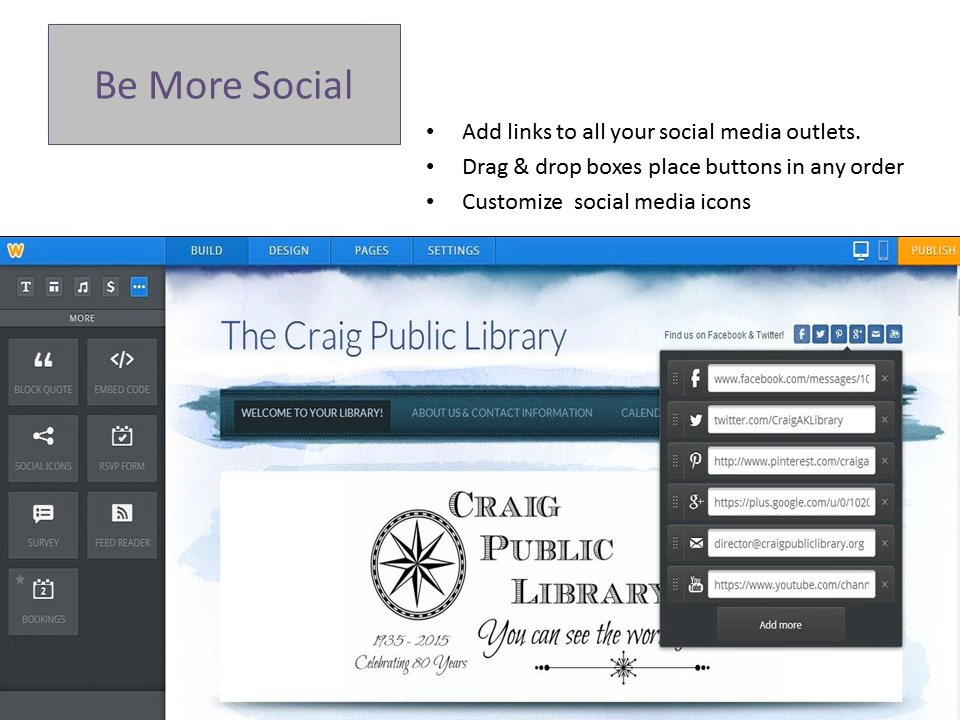 Be More Social
• Add links to all your social media outlets.
• Drag & drop boxes place buttons in any order
• Customize social media icons
BUILD DESIGN PAGES SETTINGS PUBLISH
T $
MORE
BLOCK QUOTE EMBED CODE
SOCIAL ICONS RSVP FORM
SURVEY FEED READER
2
BOOKINGS
The Craig Public Library
Find us on Facebook & Twitter!
WELCOME TO YOUR LIBRARY! ABOUT US & CONTACT INFORMATION CALEND
www.facebook.com/messages/10
twitter.com/CraigAKLibrary
http://www.pinterest.com/craiga
https://plus.google.com/u/0/102(
director@craigpubliclibrary.org
https://www.youtube.com/chann
Add more
CRAIG
PUBLIC
LIBRARY
You can see the wor
1935 - 2015
Celebrating 80 Years